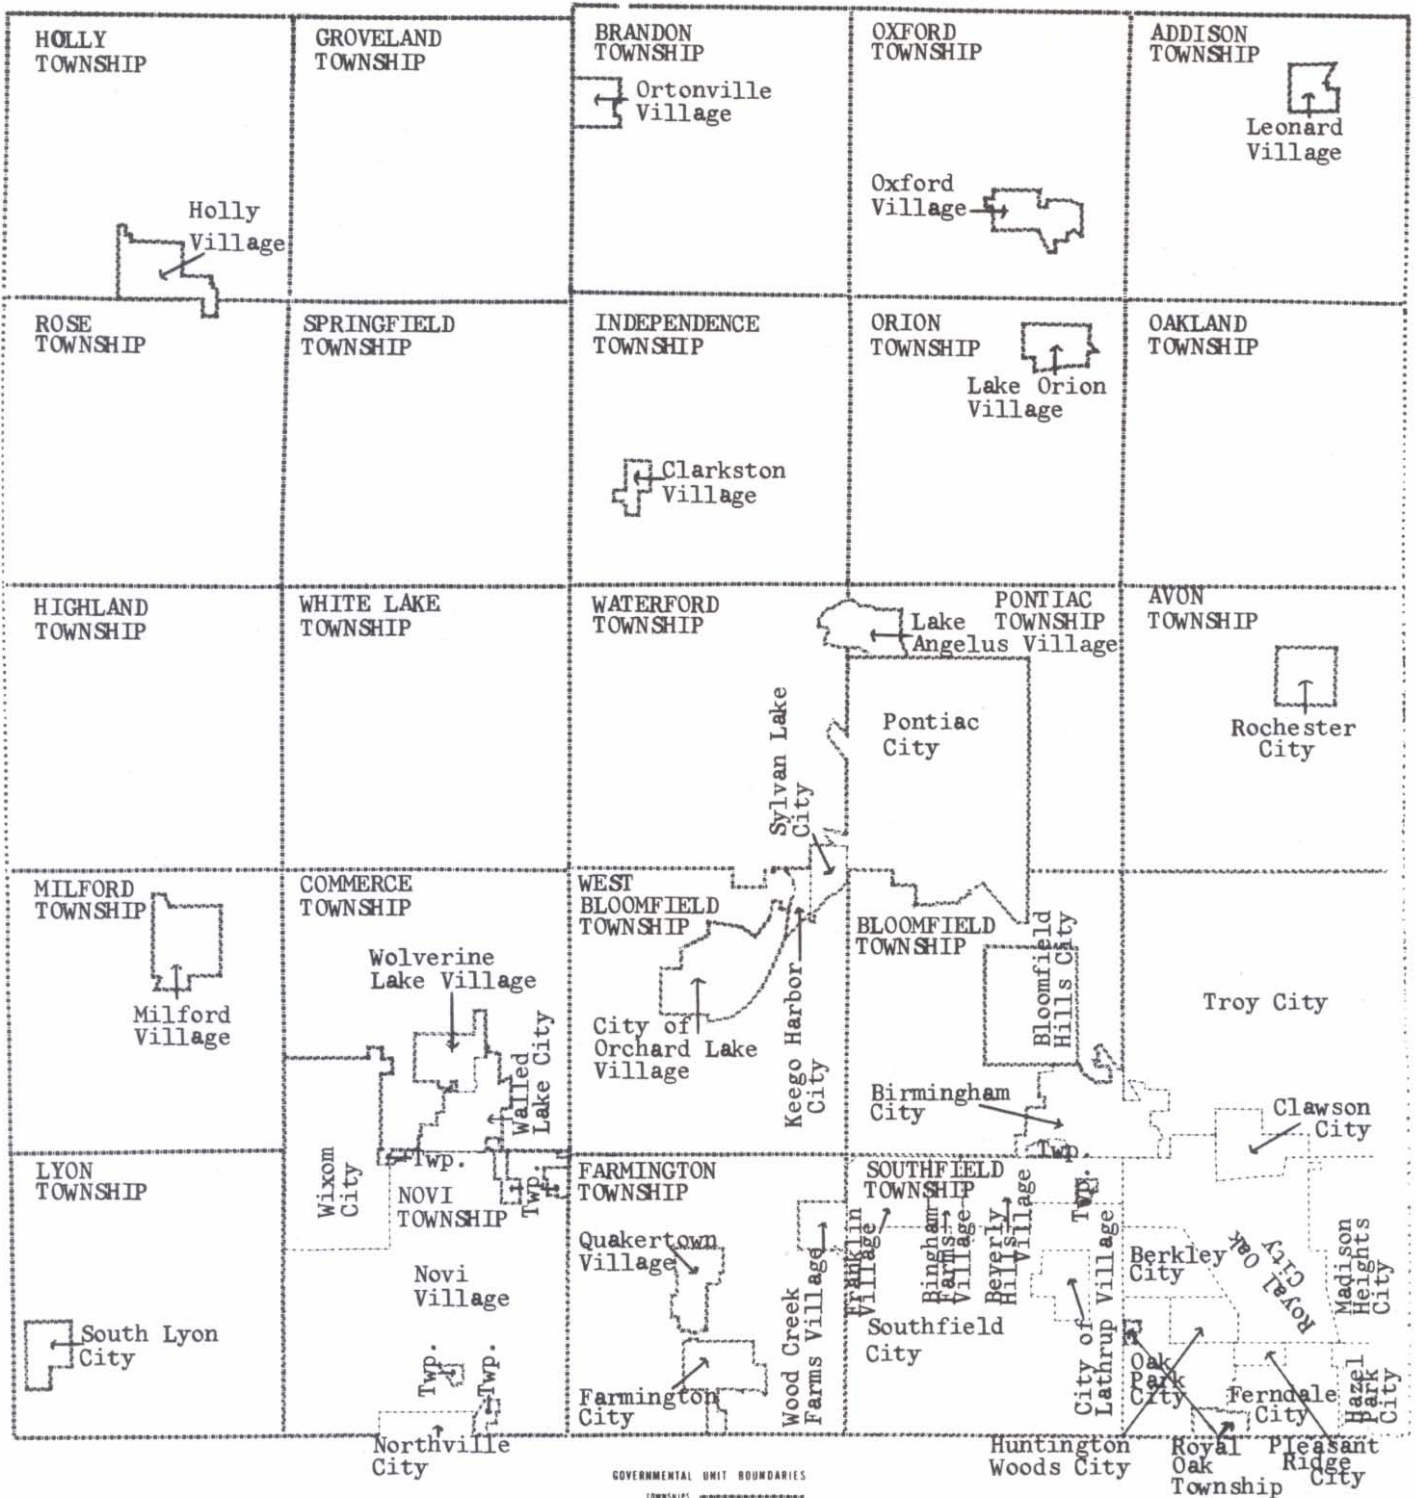 HOLLY
TOWNSHIP
GROVELAND
TOWNSHIP
BRANDON
TOWNSHIP
OXFORD
TOWNSHIP
ADDISON
TOWNSHIP
Ortonville
Village
Leonard
Village
Oxford
Village
Holly
Village
ROSE
TOWNSHIP
SPRINGFIELD
TOWNSHIP
INDEPENDENCE
TOWNSHIP
ORION
TOWNSHIP
OAKLAND
TOWNSHIP
Lake Orion
Village
Clarkston
Village
HIGHLAND
TOWNSHIP
WHITE LAKE
TOWNSHIP
WATERFORD
TOWNSHIP
PONTIAC
TOWNSHIP
AVON
TOWNSHIP
Lake
Angelus Village
Pontiac
City
Sylvan Lake
City
Rochester
City
MILFORD
TOWNSHIP
COMMERCE
TOWNSHIP
WEST
BLOOMFIELD
TOWNSHIP
BLOOMFIELD
TOWNSHIP
Bloomfield
Hills City
Troy City
Wolverine
Lake Village
Milford
Village
Walled
Lake City
City of
Orchard Lake
Village
Keego Harbor
City
Birmingham
City
Clawson
City
Twp.
LYON
TOWNSHIP
Wixom
City
Twp.
NOVI
TOWNSHIP
Twp.
FARMINGTON
TOWNSHIP
SOUTHFIELD
TOWNSHIP
Twp.
Quakertown
Village
Wood Creek
Farms Village
Franklin
Village
Bingham
Farms
Village
Beverly
Hills
Village
Berkley
City
Royal Oak
City
Madison
Heights
City
Novi
Village
South Lyon
City
Southfield
City
City of
Lathrup Village
Twp.
Twp.
Oak
Park
City
Ferndale
City
Hazel
Park
City
Farmington
City
Northville
City
Huntington
Woods City
Royal
Oak
Township
Pleasant
Ridge
City
GOVERNMENTAL UNIT BOUNDARIES
TOWNSHIPS